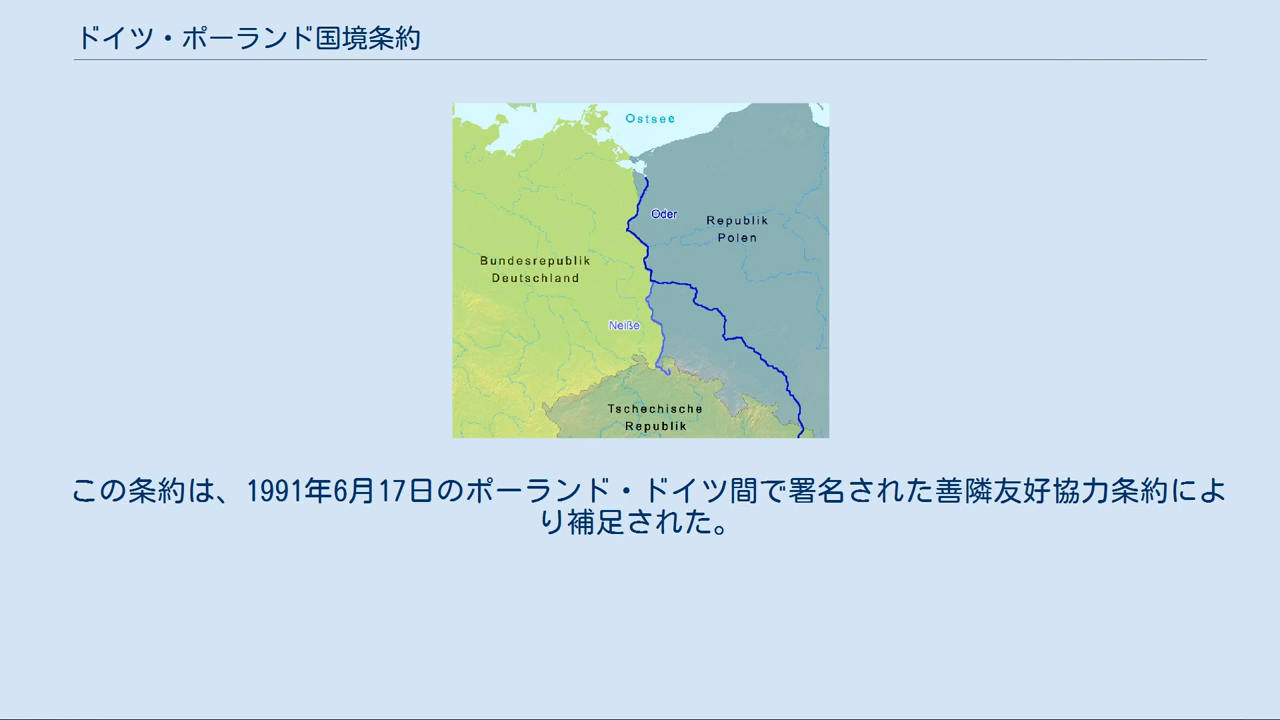 ドイツ・ポーランド国境条約
Ostsee
Oder
Republik
Polen
Bundesrepublik
Deutschland
Neiße
Tschechische
Republik
この条約は、1991年6月17日のポーランド・ドイツ間で署名された善隣友好協力条約によ
り補足された。